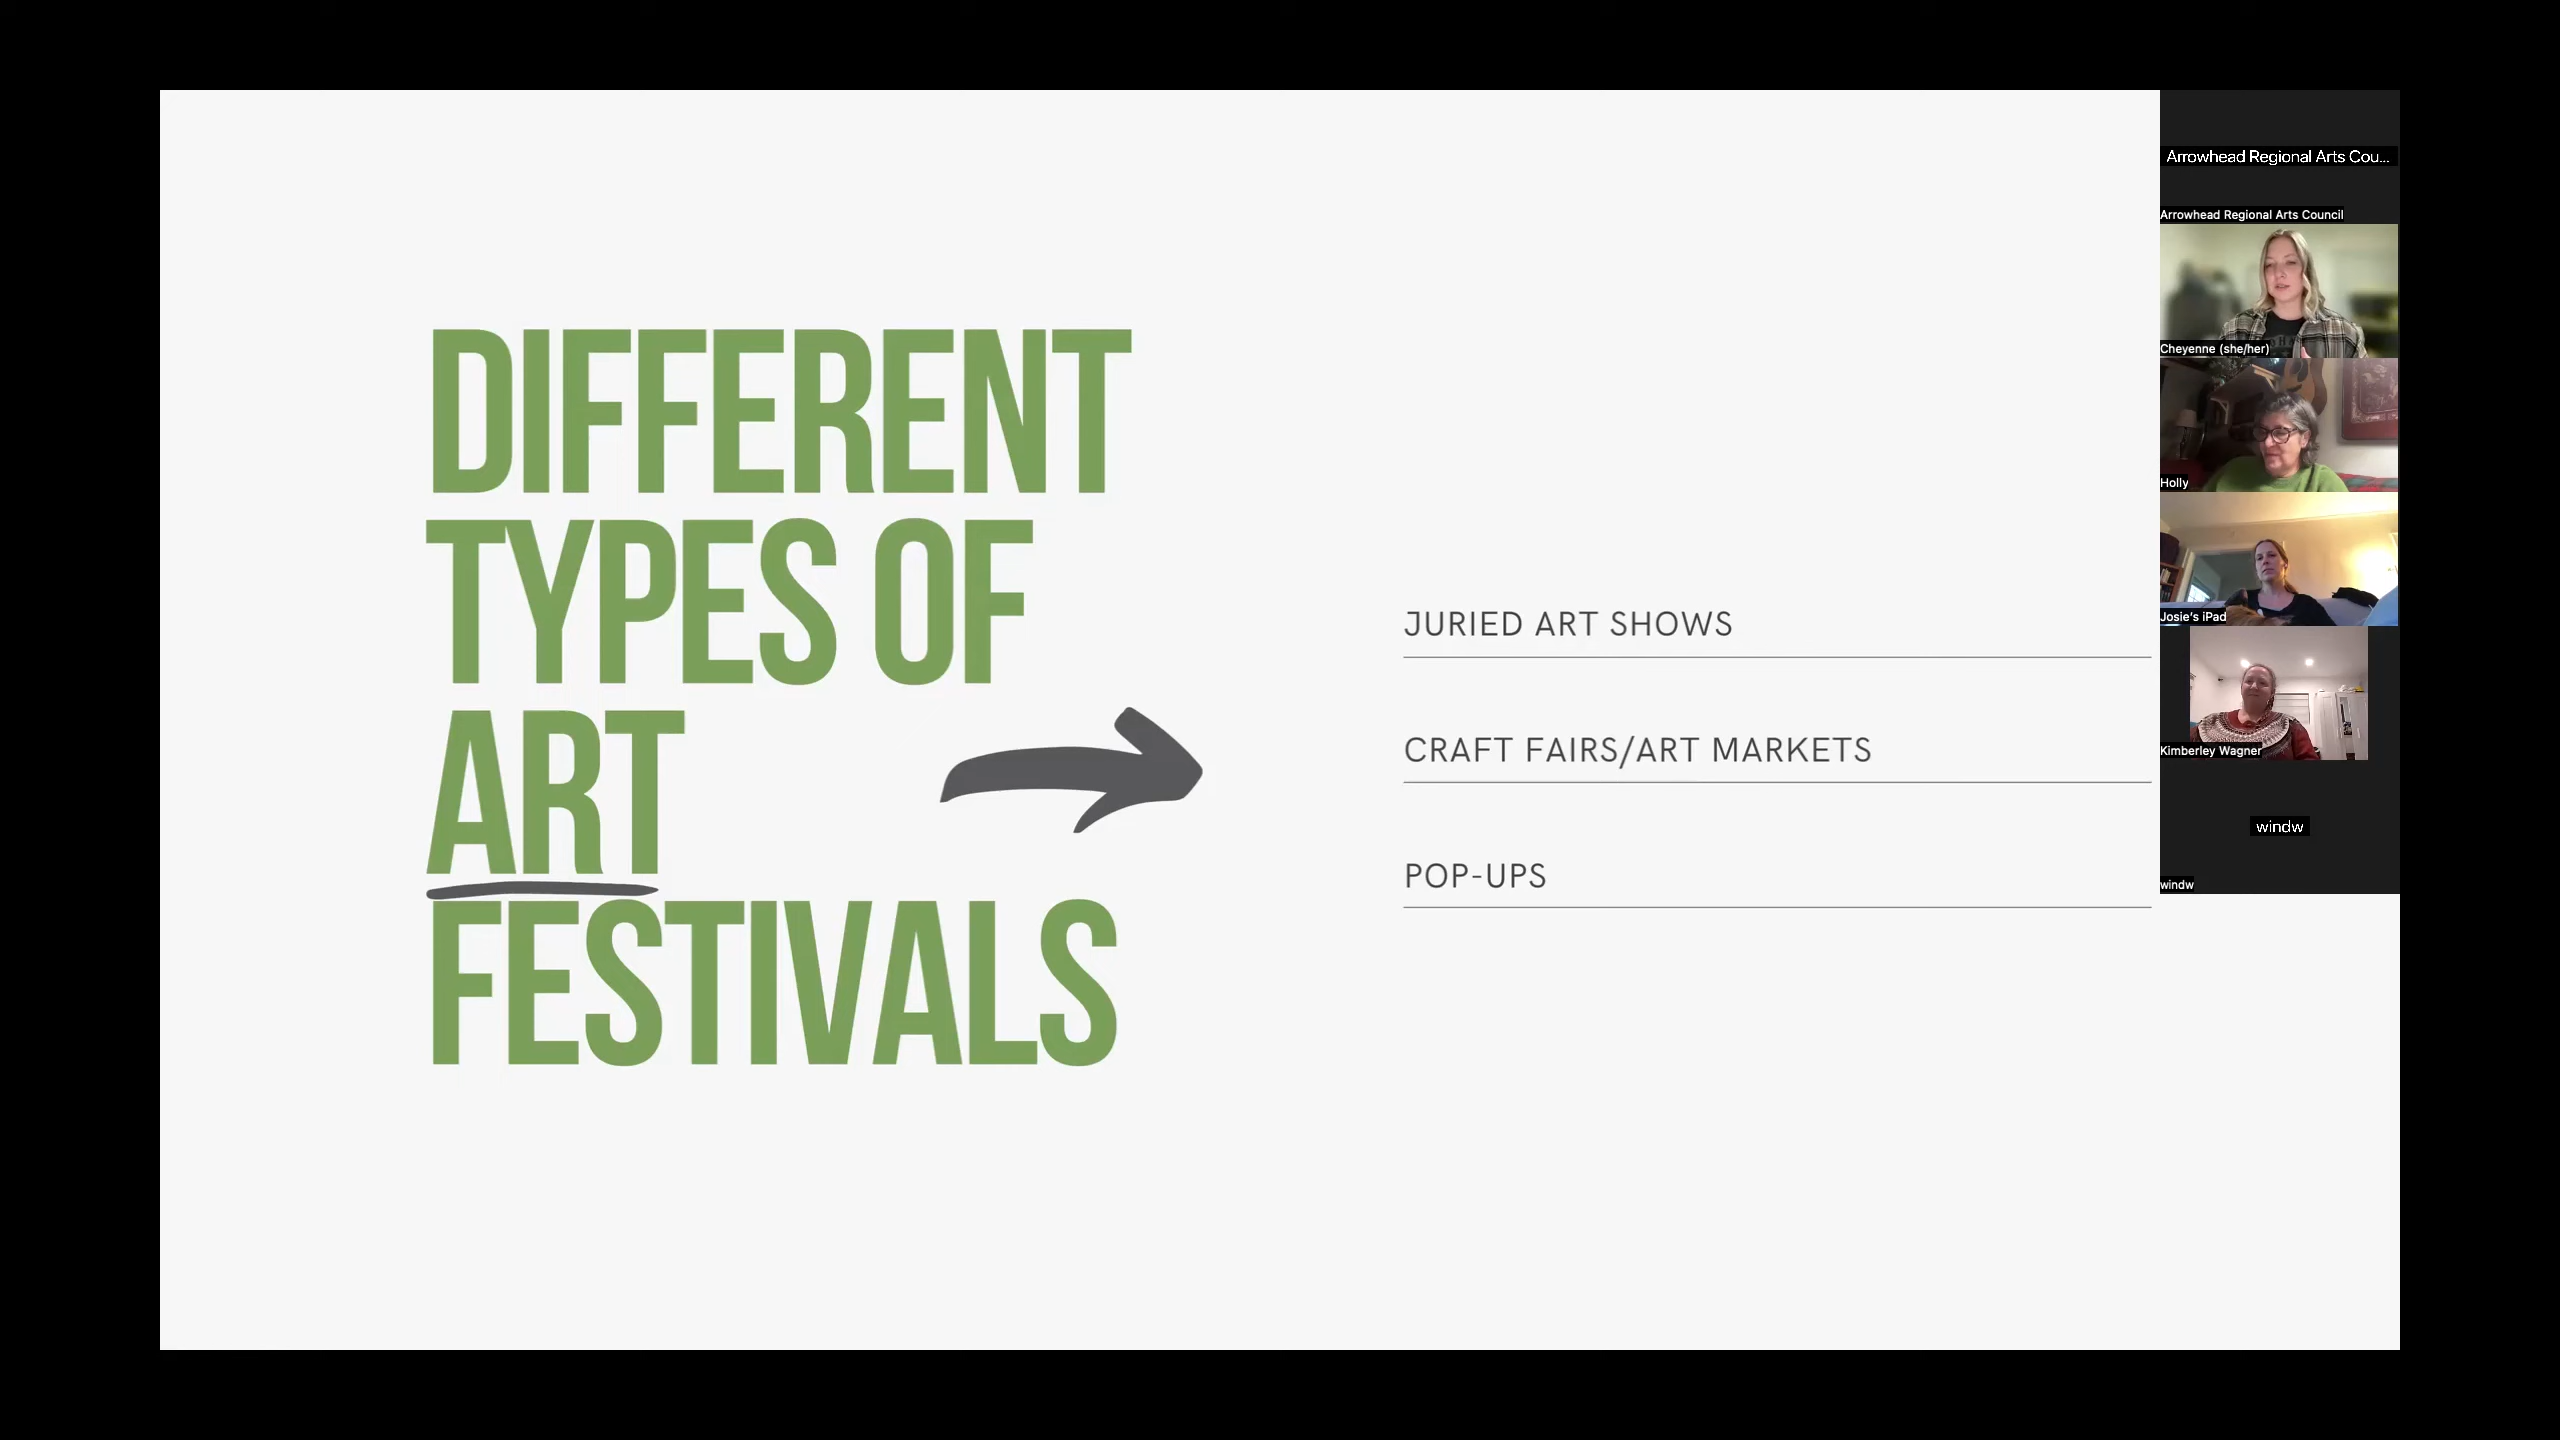 DIFFERENT
TYPES OF
ART
FESTIVALS
JURIED ART SHOWS
CRAFT FAIRS/ART MARKETS
POP-UPS
Arrowhead Regional Arts Cou...
Arrowhead Regional Arts Council
Cheyenne (she/her)
Holly
Josie's iPad
Kimberley Wagner
windw
windw